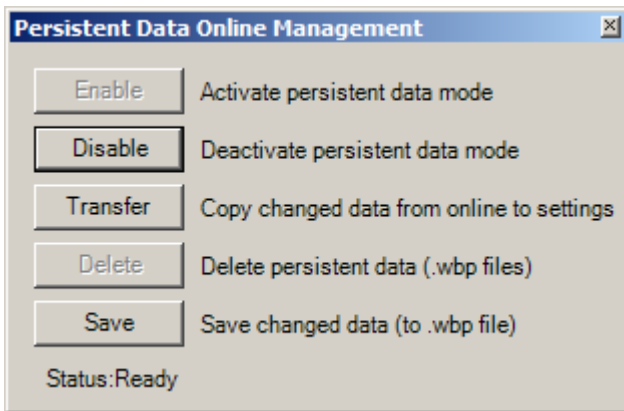 Persistent Data Online Management
Enable Activate persistent data mode
Disable Deactivate persistent data mode
Transfer Copy changed data from online to settings
Delete Delete persistent data (.wbp files)
Save Save changed data (to .wbp file)
Status:Ready